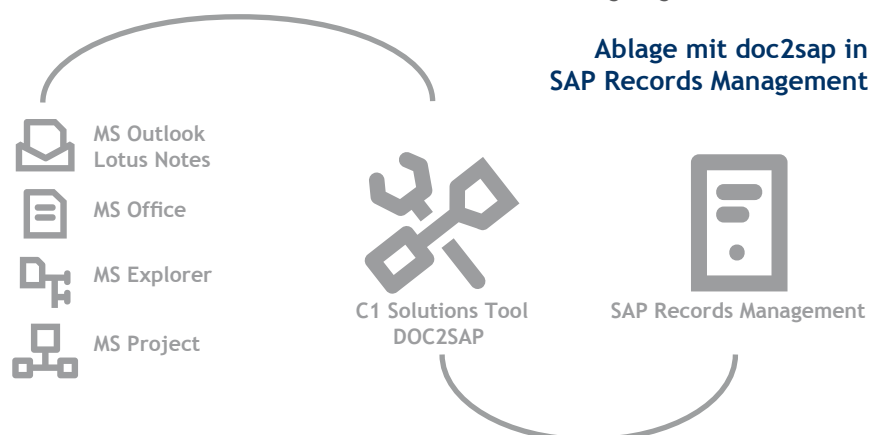 Ablage mit doc2sap in
SAP Records Management
MS Outlook
Lotus Notes
MS Office
MS Explorer
MS Project
C1 Solutions Tool
DOC2SAP
SAP Records Management